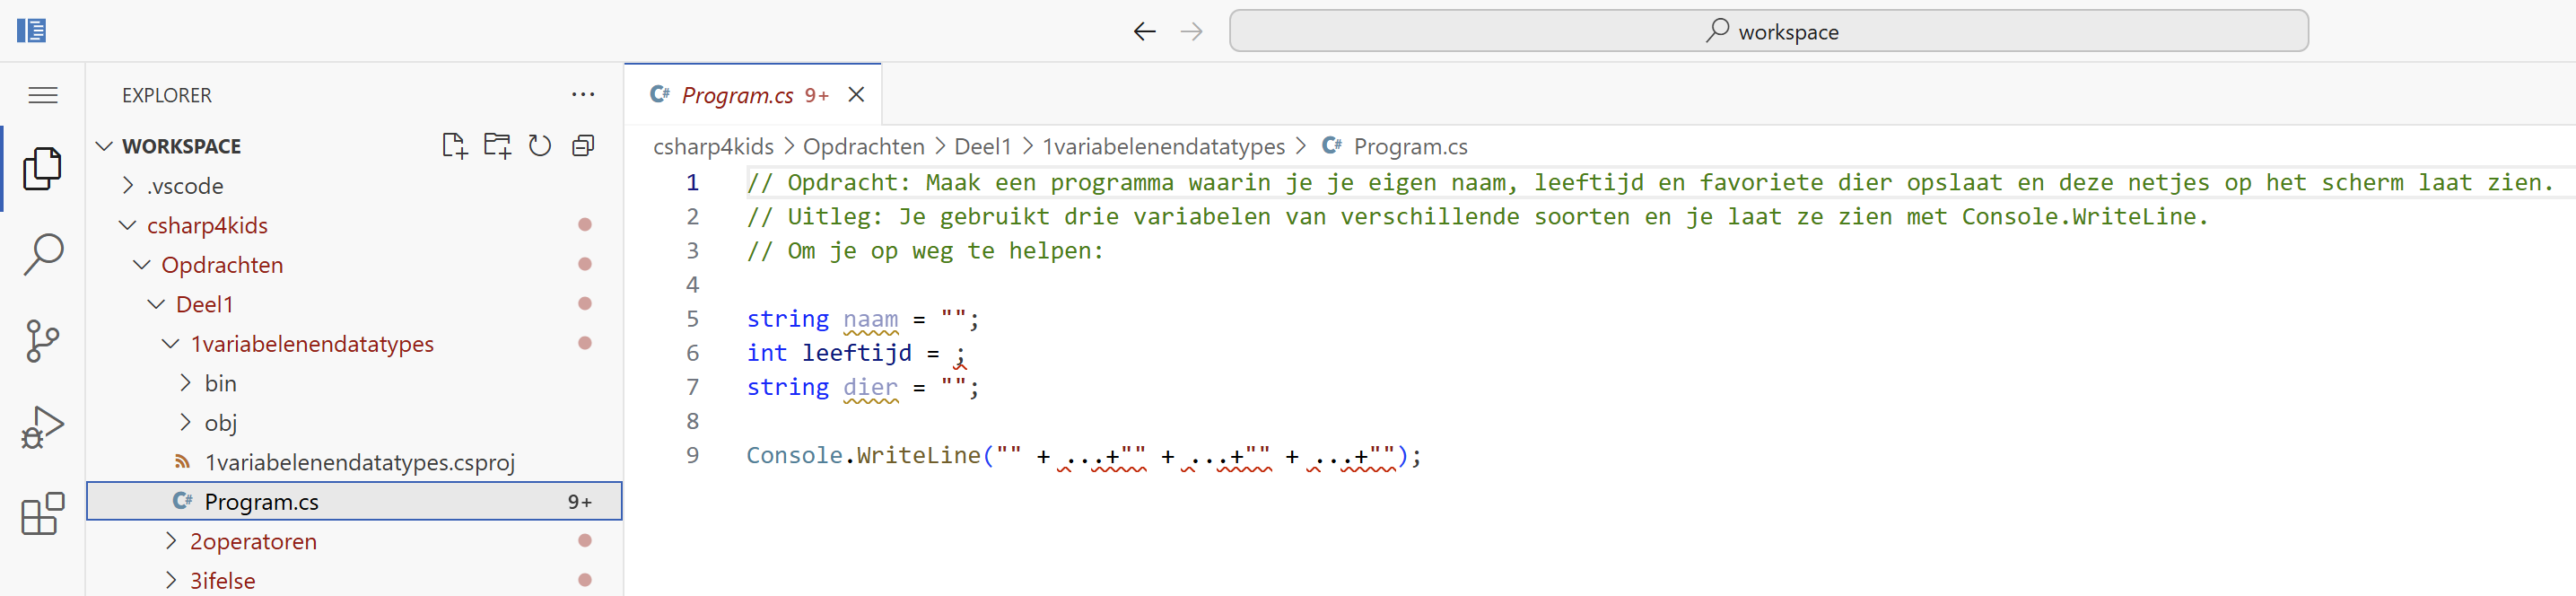 workspace
EXPLORER
Program.cs 9+
WORKSPACE
csharp4kids > Opdrachten > Deel1 > 1variabelenendatatypes > C# Program.cs
.vscode
csharp4kids
Opdrachten
Deel1
1variabelenendatatypes
bin
obj
1variabelenendatatypes.csproj
C# Program.cs 9+
2operatoren
3ifelse
1 // Opdracht: Maak een programma waarin je je eigen naam, leeftijd en favoriete dier opslaat en deze netjes op het scherm laat zien.
2 // Uitleg: Je gebruikt drie variabelen van verschillende soorten en je laat ze zien met Console.WriteLine.
3 // Om je op weg te helpen:
4
5 string naam = "";
6 int leeftijd = ;
7 string dier = "";
8
9 Console.WriteLine("" + ...+"" + ...+"" + ...+"");